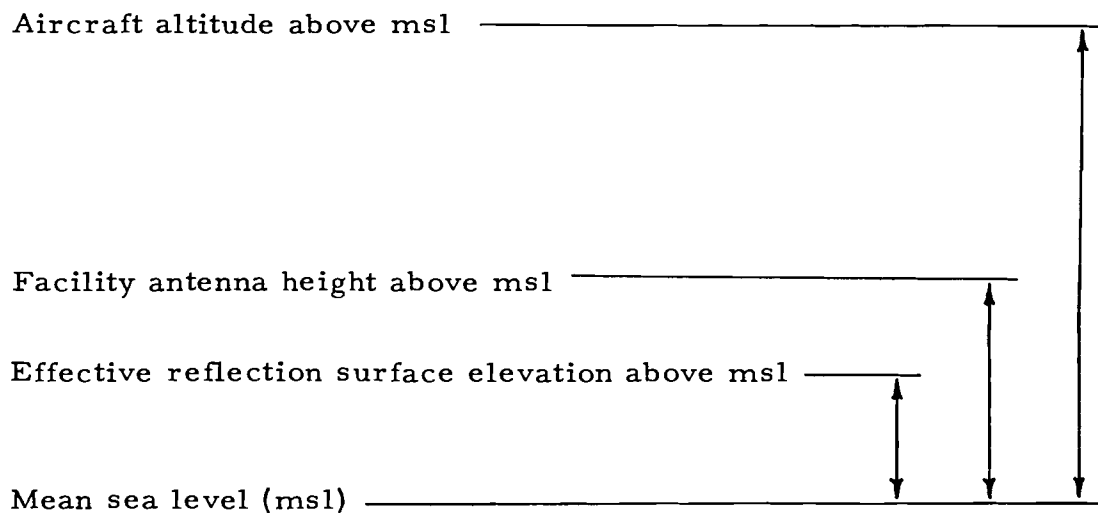 Aircraft altitude above msl
Facility antenna height above msl
Effective reflection surface elevation above msl
Mean sea level (msl)